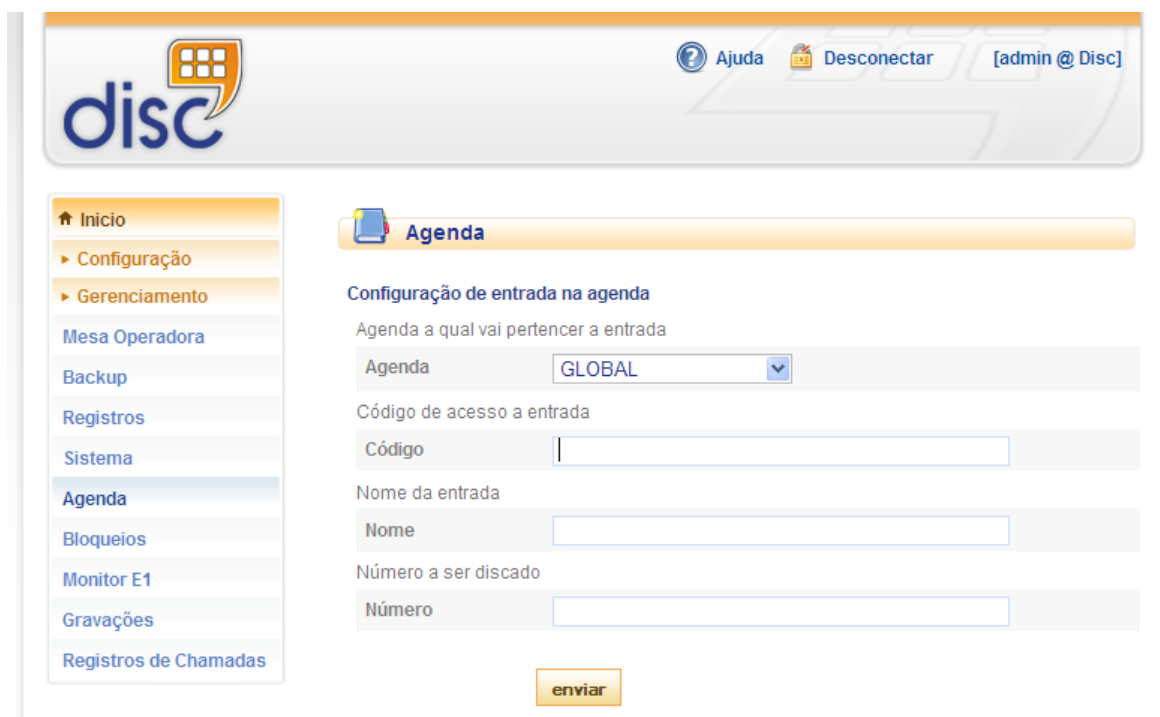 disc
Ajuda
Desconectar
[admin @ Disc]
Inicio
Configuração
Gerenciamento
Mesa Operadora
Backup
Registros
Sistema
Agenda
Bloqueios
Monitor E1
Gravações
Registros de Chamadas
Agenda
Configuração de entrada na agenda
Agenda a qual vai pertencer a entrada
Agenda GLOBAL
Código de acesso a entrada
Código
Nome da entrada
Nome
Número a ser discado
Número
enviar